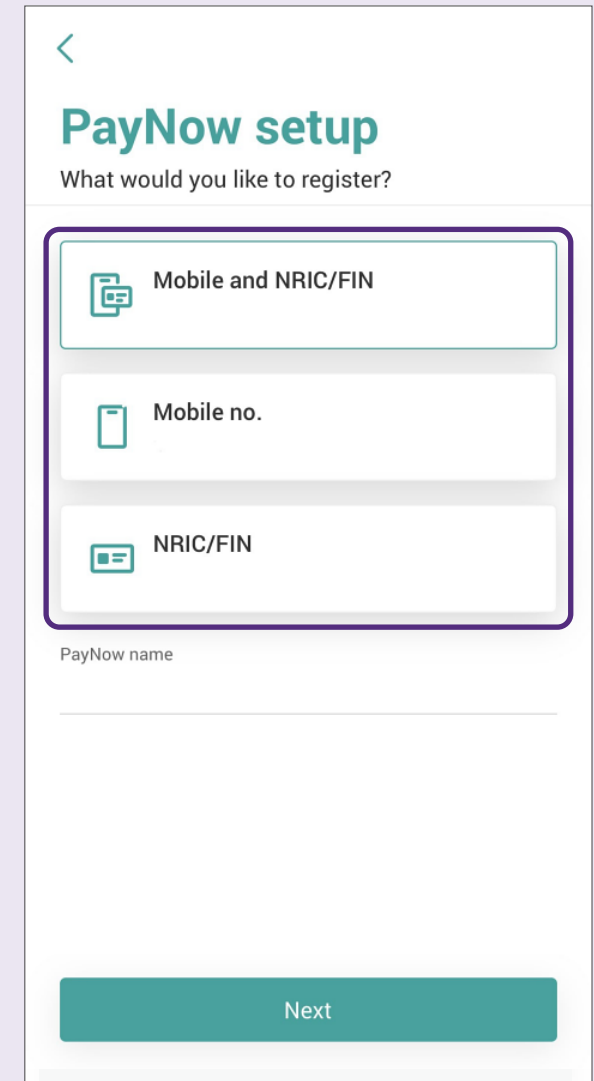 PayNow setup
What would you like to register?
Mobile and NRIC/FIN
Mobile no.
NRIC/FIN
PayNow name
Next